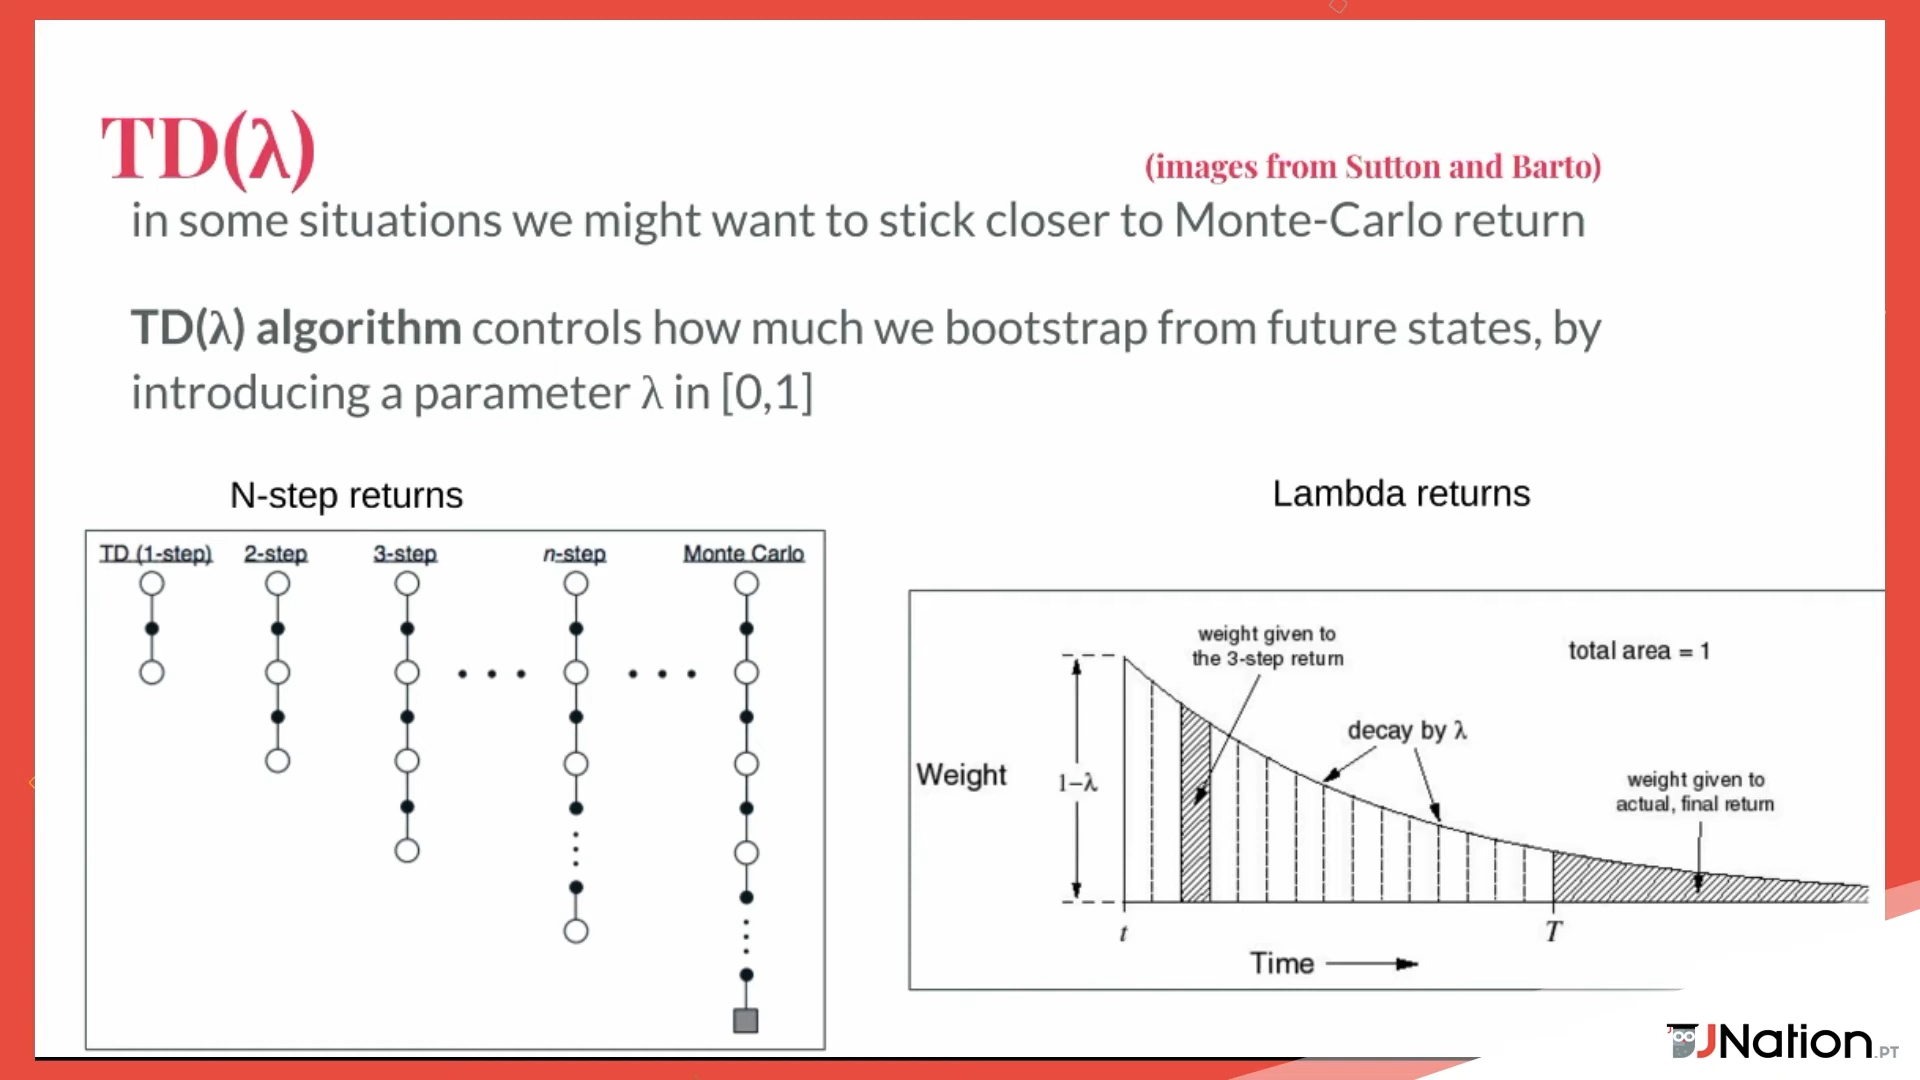 TD(λ)
(images from Sutton and Barto)
in some situations we might want to stick closer to Monte-Carlo return
TD(λ) algorithm controls how much we bootstrap from future states, by
introducing a parameter λ in [0,1]
N-step returns
TD (1-step) 2-step 3-step n-step Monte Carlo
Lambda returns
weight given to
the 3-step return
total area = 1
decay by λ
Weight
1−λ
weight given to
actual, final return
t
T
Time
JNation.PT